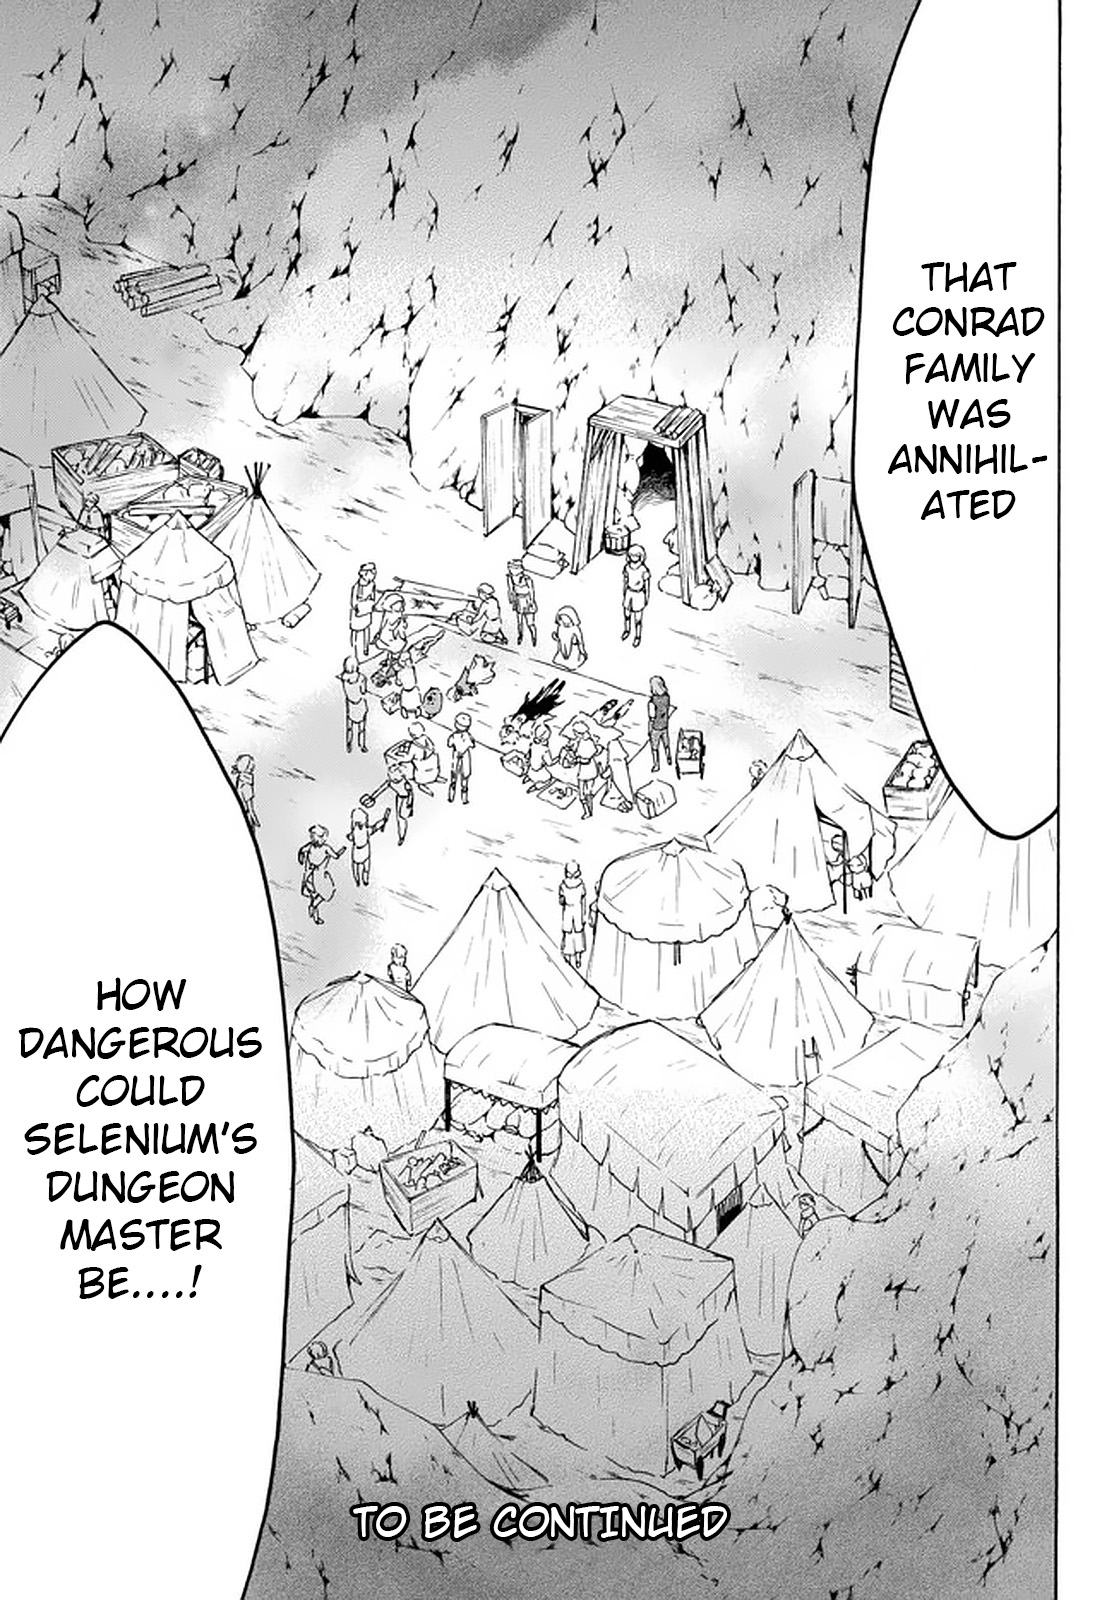 THAT
CONRAD
FAMILY
WAS
ANNIHIL-
ATED
HOW
DANGEROUS
COULD
SELENIUM'S
DUNGEON
MASTER
BE....!
TO BE CONTINUED